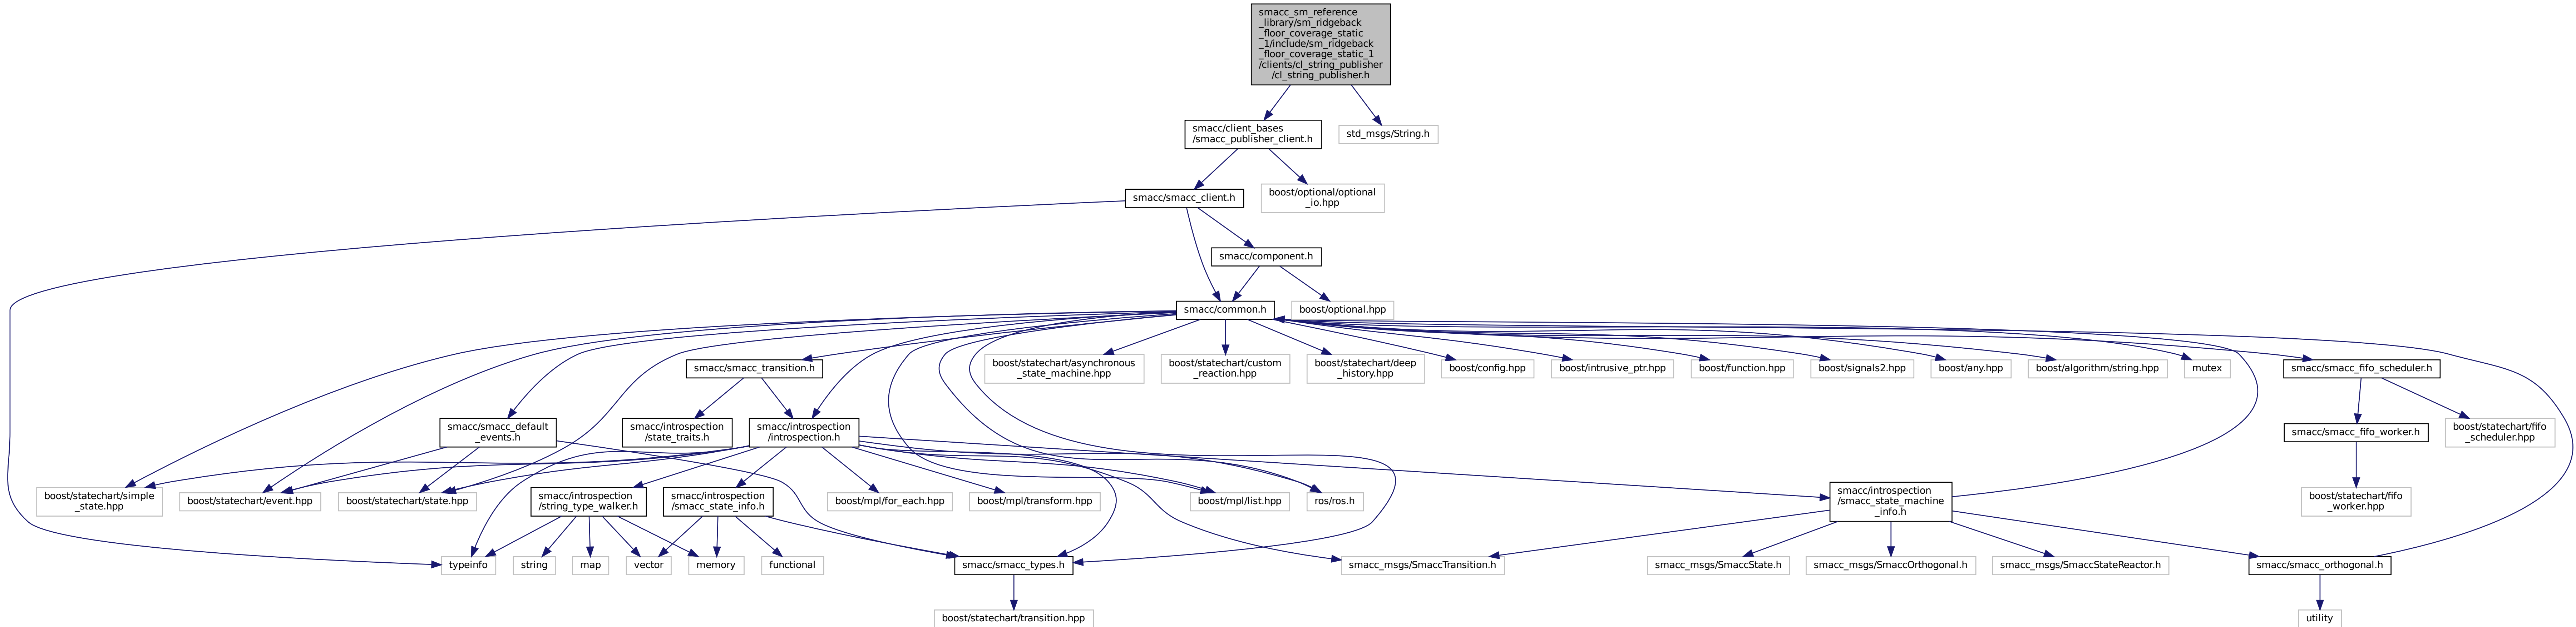 smacc_sm_reference
_library/sm_ridgeback
_floor_coverage_static
_1/include/sm_ridgeback
_floor_coverage_static_1
/clients/cl_string_publisher
/cl_string_publisher.h
smacc/client_bases
/smacc_publisher_client.h
std_msgs/String.h
smacc/smacc_client.h
boost/optional/optional
_io.hpp
smacc/component.h
smacc/common.h
boost/optional.hpp
smacc/smacc_transition.h
boost/statechart/asynchronous
_state_machine.hpp
boost/statechart/custom
_reaction.hpp
boost/statechart/deep
_history.hpp
boost/config.hpp
boost/intrusive_ptr.hpp
boost/function.hpp
boost/signals2.hpp
boost/any.hpp
boost/algorithm/string.hpp
mutex
smacc/smacc_fifo_scheduler.h
smacc/smacc_default
_events.h
smacc/introspection
/state_traits.h
smacc/introspection
/introspection.h
smacc/smacc_fifo_worker.h
boost/statechart/fifo
_scheduler.hpp
boost/statechart/simple
_state.hpp
boost/statechart/event.hpp
boost/statechart/state.hpp
smacc/introspection
/string_type_walker.h
smacc/introspection
/smacc_state_info.h
boost/mpl/for_each.hpp
boost/mpl/transform.hpp
boost/mpl/list.hpp
ros/ros.h
smacc/introspection
/smacc_state_machine
_info.h
boost/statechart/fifo
_worker.hpp
typeinfo
string
map
vector
memory
functional
smacc/smacc_types.h
smacc_msgs/SmaccTransition.h
smacc_msgs/SmaccState.h
smacc_msgs/SmaccOrthogonal.h
smacc_msgs/SmaccStateReactor.h
smacc/smacc_orthogonal.h
boost/statechart/transition.hpp
utility